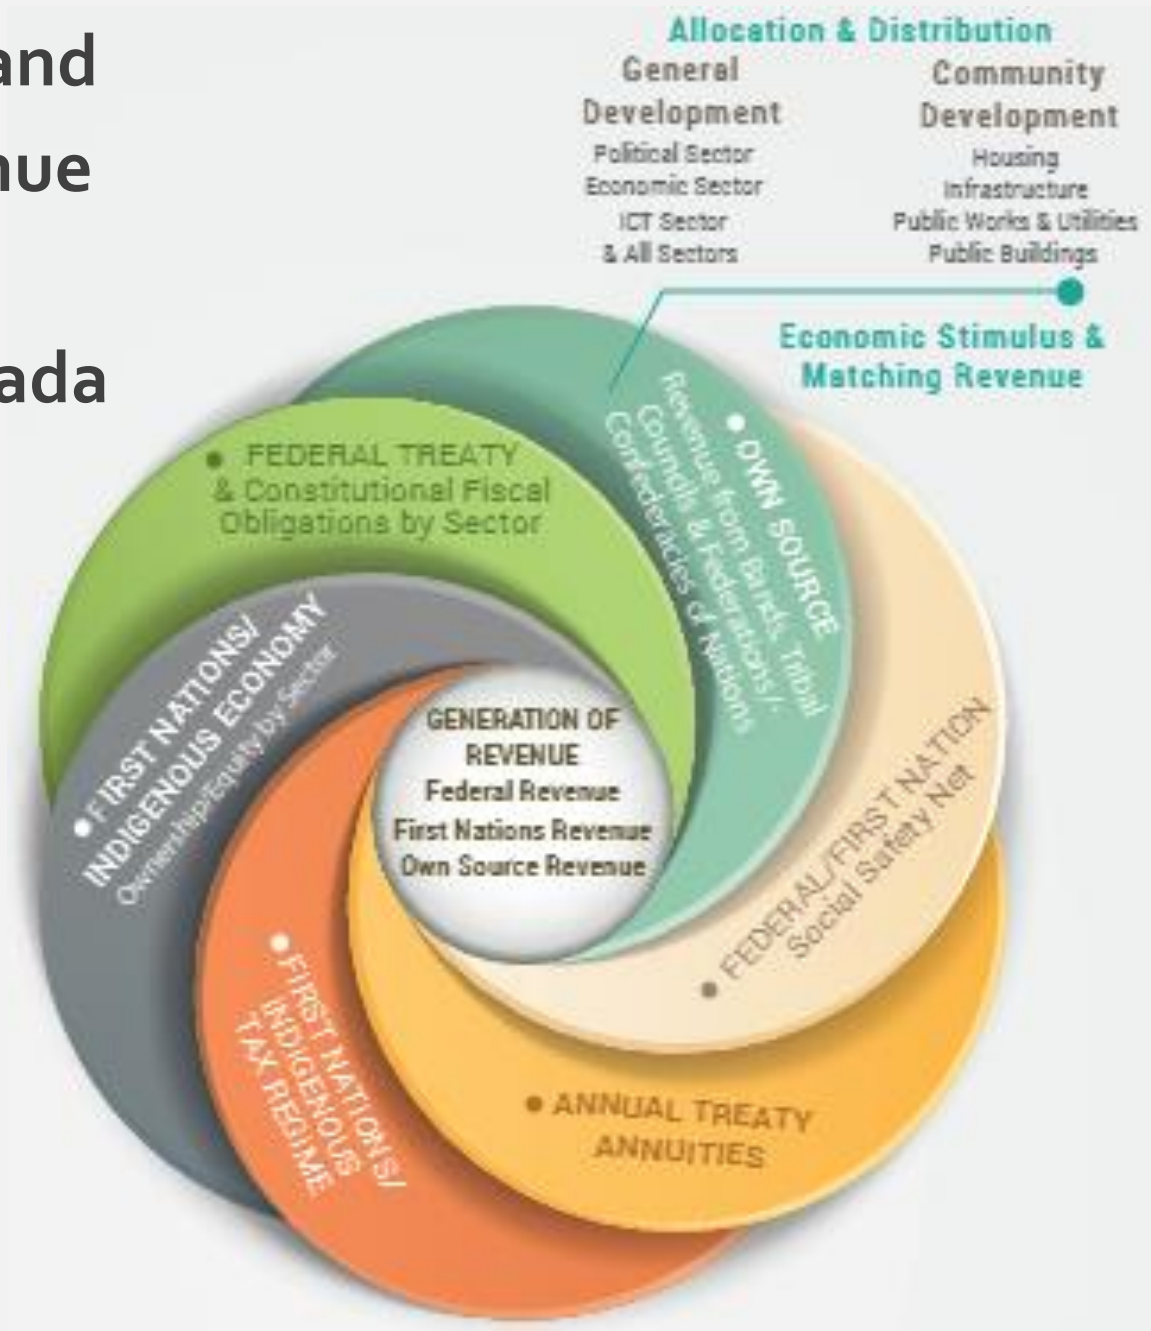 and
nue
ada
Allocation & Distribution
General
Development
Political Sector
Economic Sector
ICT Sector
& All Sectors
Community
Development
Housing
Infrastructure
Public Works & Utilities
Public Buildings
Economic Stimulus &
Matching Revenue
• OWN SOURCE
Revenue from Bands, Tribal
Councils & Federations/-
Confederacies of Nations
• FEDERAL TREATY
& Constitutional Fiscal
Obligations by Sector
• FIRST NATIONS/
INDIGENOUS ECONOMY
Ownership/Equity by Sector
GENERATION OF
REVENUE
Federal Revenue
First Nations Revenue
Own Source Revenue
• FEDERAL/FIRST NATION
Social Safety Net
• FIRST NATIONS/
INDIGENOUS
TAX REGIME
• ANNUAL TREATY
ANNUITIES